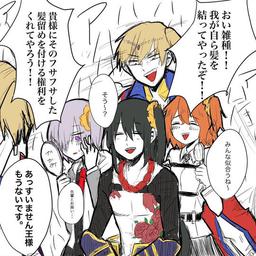 おい雑種！！
我が自ら髪を
結ってやったぞ！！
貴様にそのフサフサした
髪留めを付ける権利を
くれてやろう！！
そう〜？
みんな似合うね〜
あっすいません王様
もうないです。